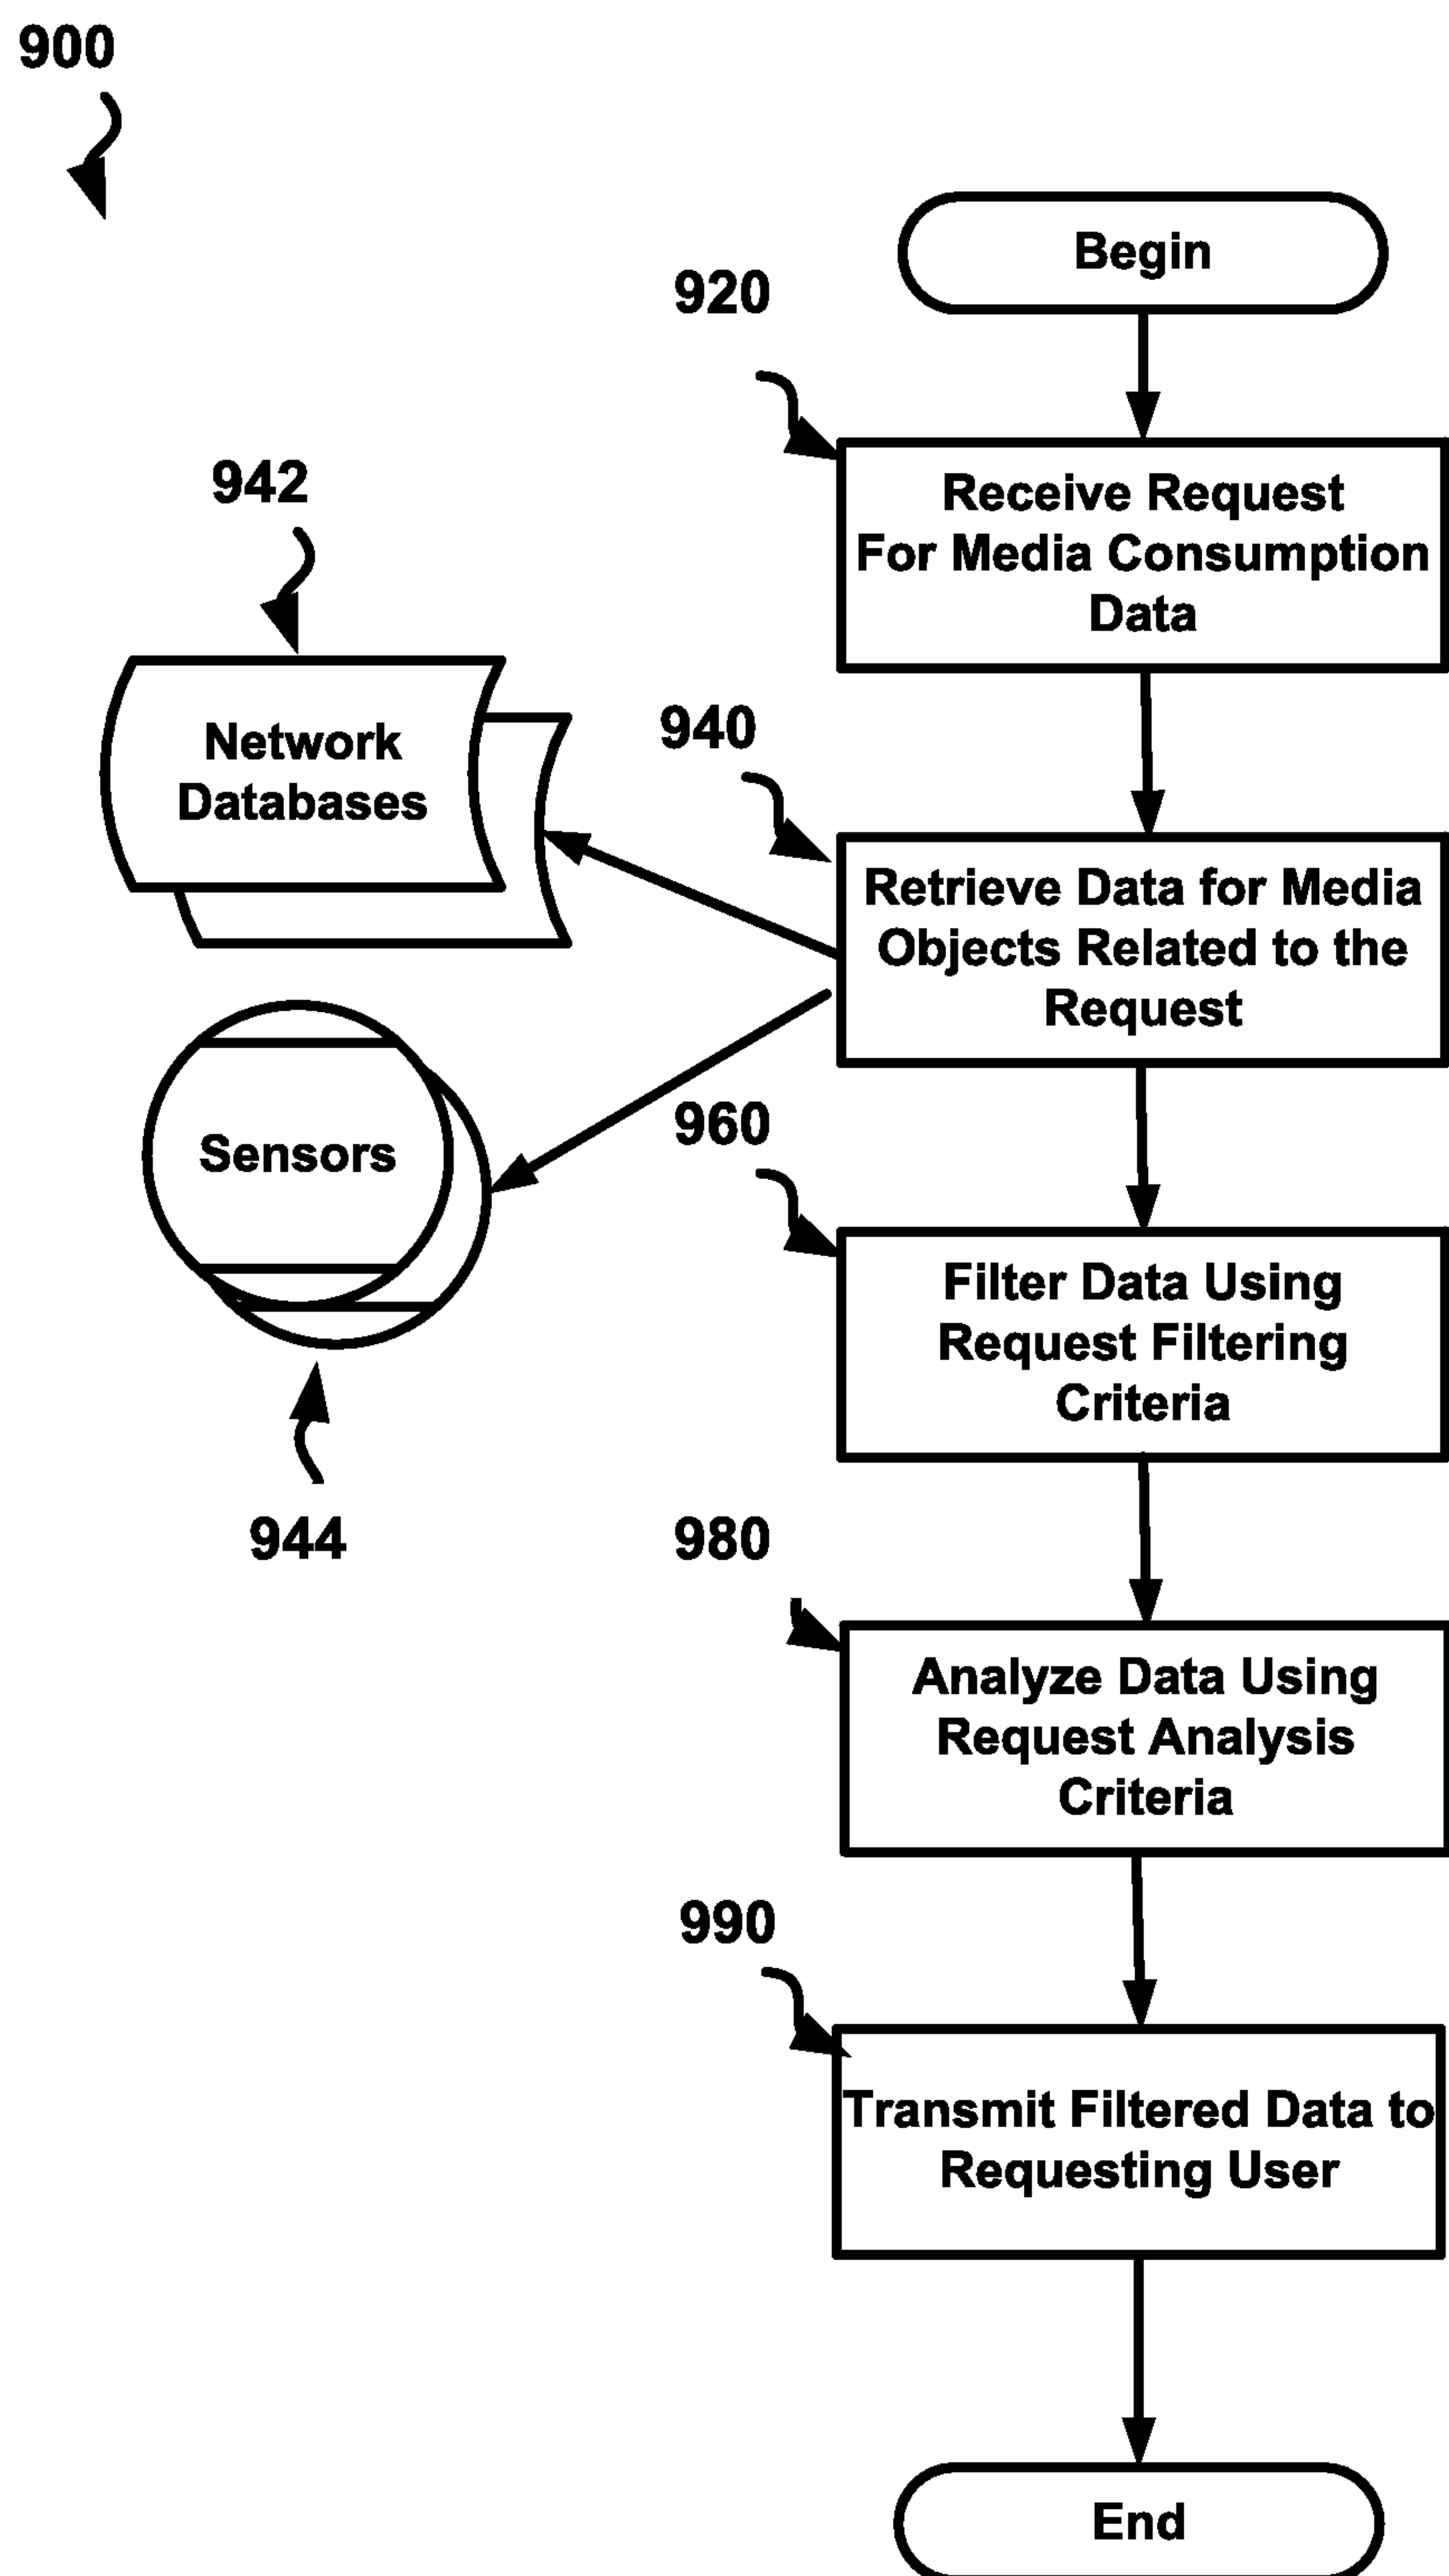 900
Begin
920
Receive Request
For Media Consumption
Data
942
Network
Databases
940
Retrieve Data for Media
Objects Related to the
Request
Sensors
944
960
Filter Data Using
Request Filtering
Criteria
980
Analyze Data Using
Request Analysis
Criteria
990
Transmit Filtered Data to
Requesting User
End